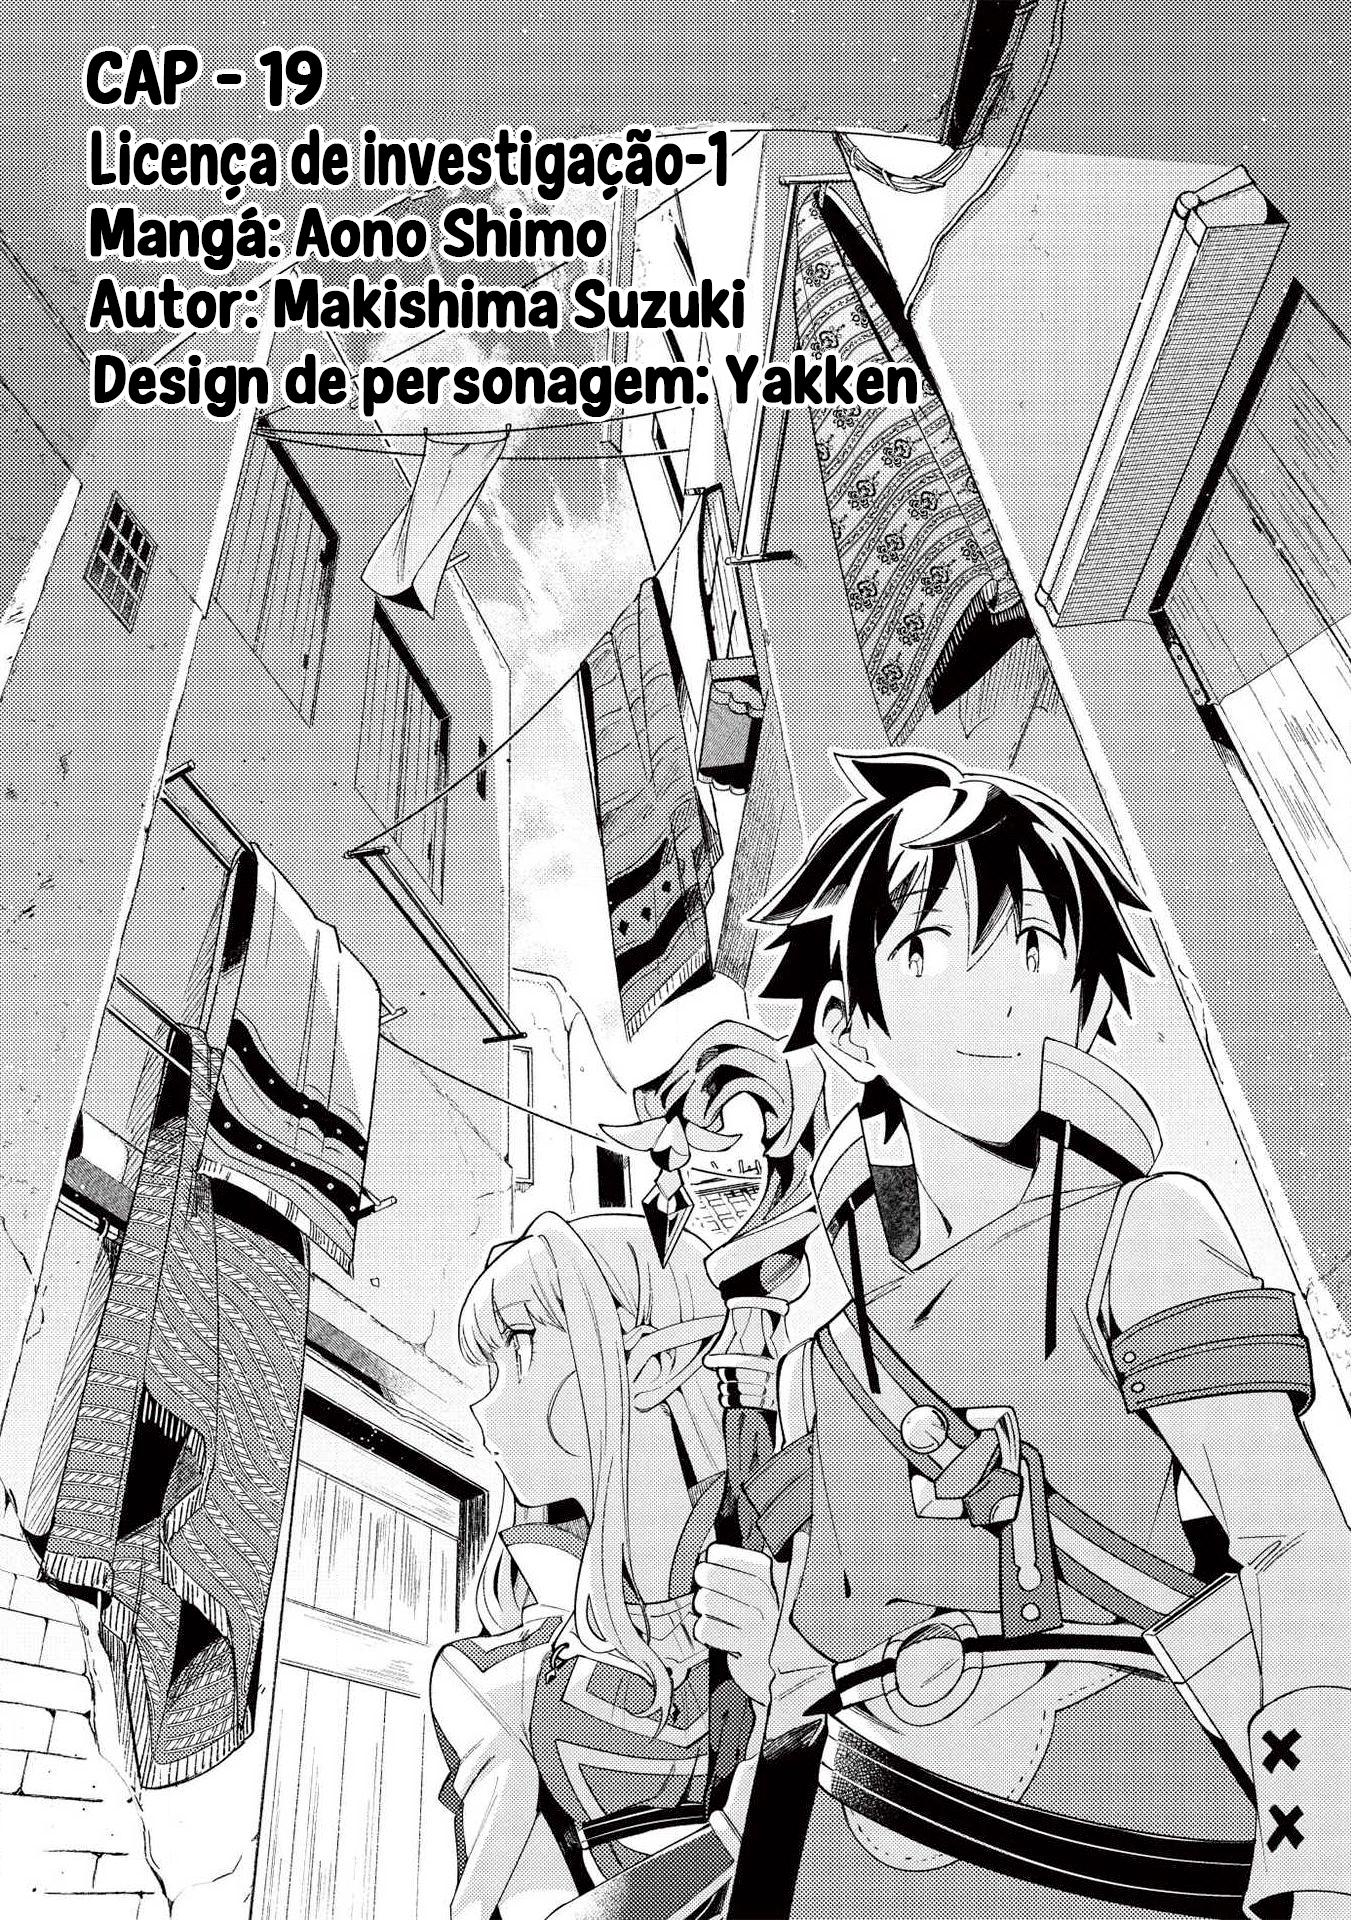 CAP - 19
Licença de investigação-1
Mangá: Aono Shimo
Autor: Makishima Suzuki
Design de personagem: Yakken